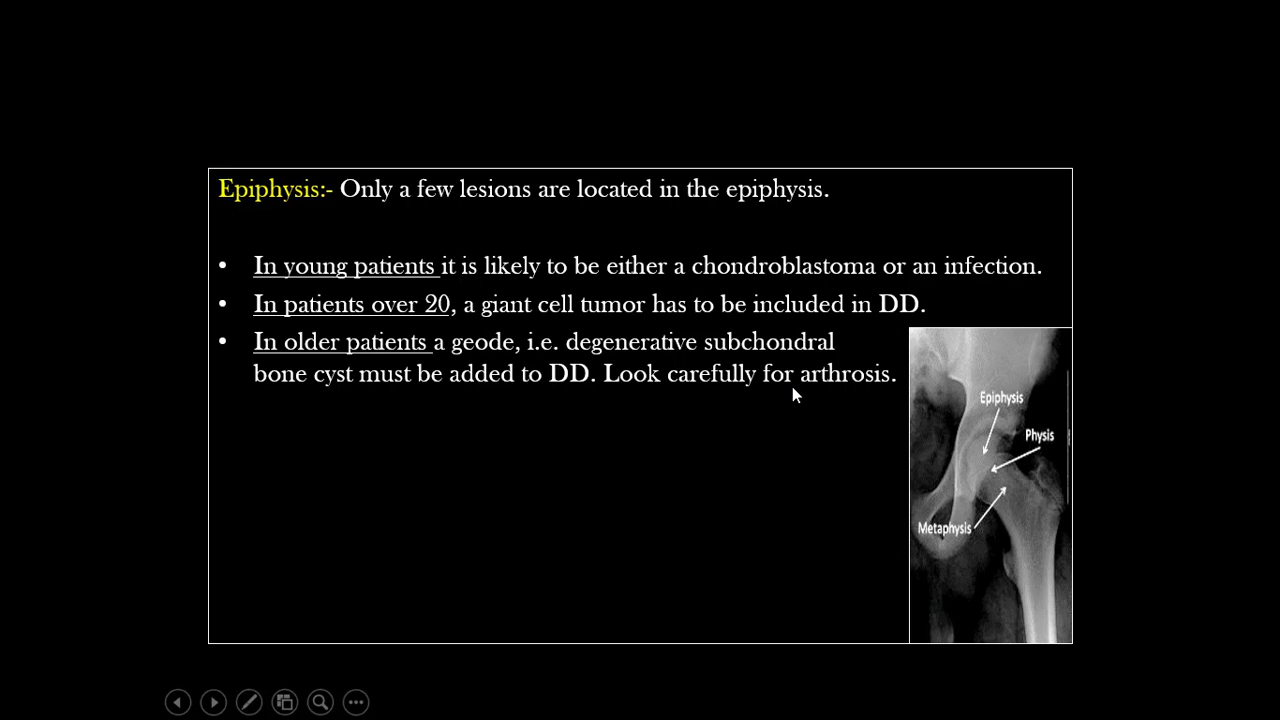 Epiphysis:- Only a few lesions are located in the epiphysis.
• In young patients it is likely to be either a chondroblastoma or an infection.
• In patients over 20, a giant cell tumor has to be included in DD.
• In older patients a geode, i.e. degenerative subchondral
bone cyst must be added to DD. Look carefully for arthrosis.
Epiphysis
Physis
Metaphysis